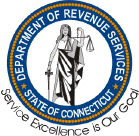 DEPARTMENT OF REVENUE SERVICES
STATE OF CONNECTICUT
Service Excellence Is Our Goal